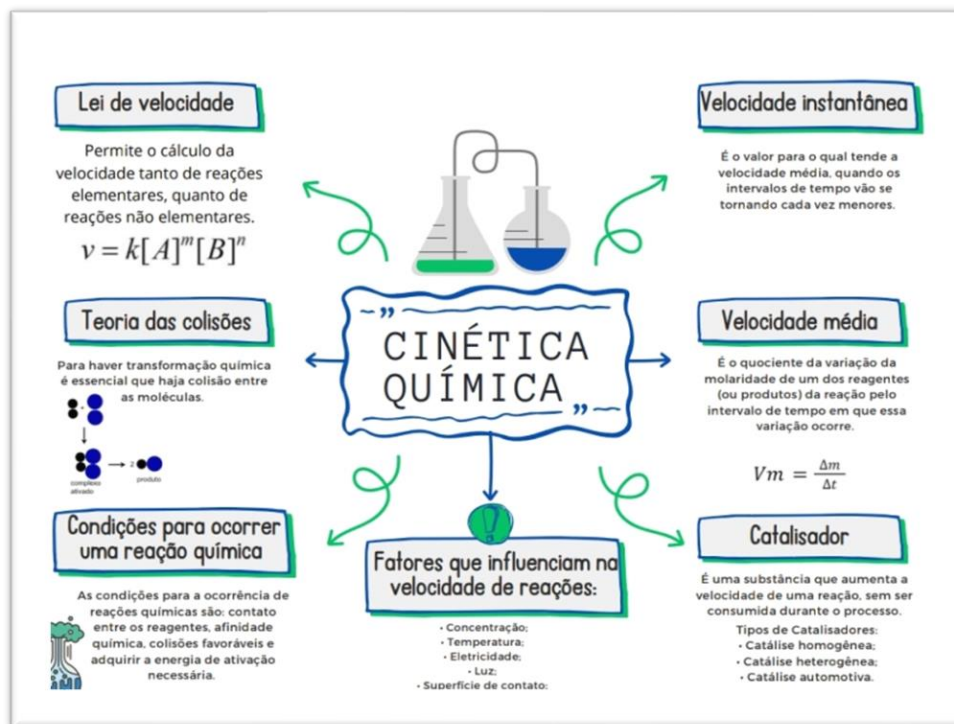 Lei de velocidade
Permite o cálculo da
velocidade tanto de reações
elementares, quanto de
reações não elementares.
v = k[A]^m[B]^n
Teoria das colisões
Para haver transformação química
é essencial que haja colisão entre
as moléculas.
+
2
complexo
ativado
produto
Condições para ocorrer
uma reação química
As condições para a ocorrência de
reações químicas são: contato
entre os reagentes, afinidade
química, colisões favoráveis e
adquirir a energia de ativação
necessária.
CINÉTICA
QUÍMICA
Fatores que influenciam na
velocidade de reações:
• Concentração;
• Temperatura;
• Eletricidade;
• Luz;
• Superfície de contato;
Velocidade instantânea
É o valor para o qual tende a
velocidade média, quando os
intervalos de tempo vão se
tornando cada vez menores.
Velocidade média
É o quociente da variação da
molaridade de um dos reagentes
(ou produtos) da reação pelo
intervalo de tempo em que essa
variação ocorre.
Vm = Δm/Δt
Catalisador
É uma substância que aumenta a
velocidade de uma reação, sem ser
consumida durante o processo.
Tipos de Catalisadores:
• Catálise homogênea;
• Catálise heterogênea;
• Catálise automotiva.